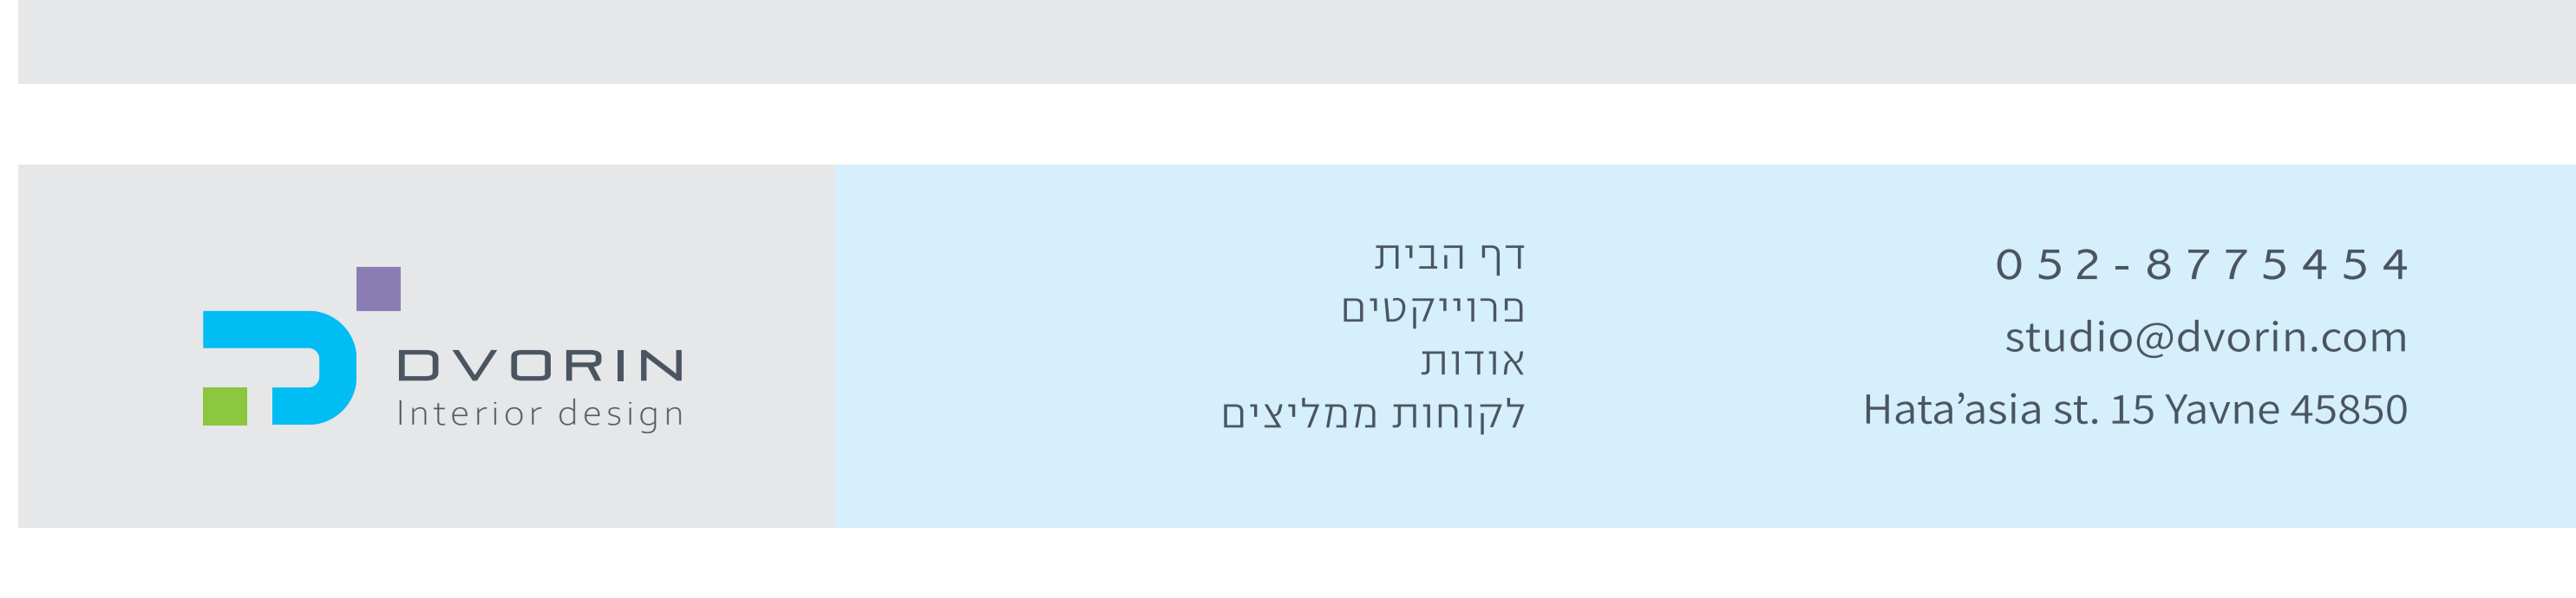 052-8775454
studio@dvorin.com
Hata’asia st. 15 Yavne 45850
דף הבית
פרוייקטים
אודות
לקוחות ממליצים
DVORIN
Interior design